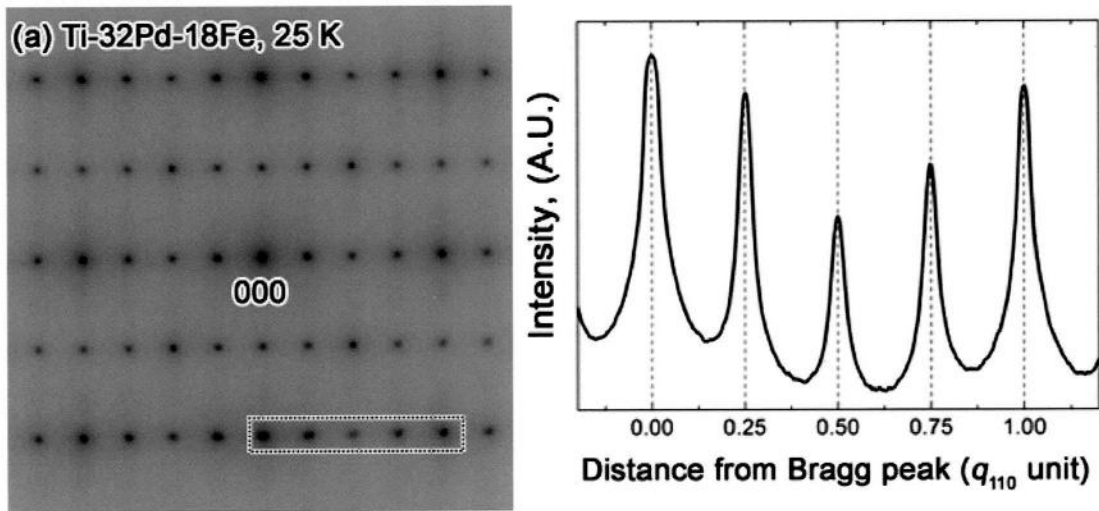 (a) Ti-32Pd-18Fe, 25 K
000
Intensity, (A.U.)
0.00 0.25 0.50 0.75 1.00
Distance from Bragg peak (q₁₁₀ unit)